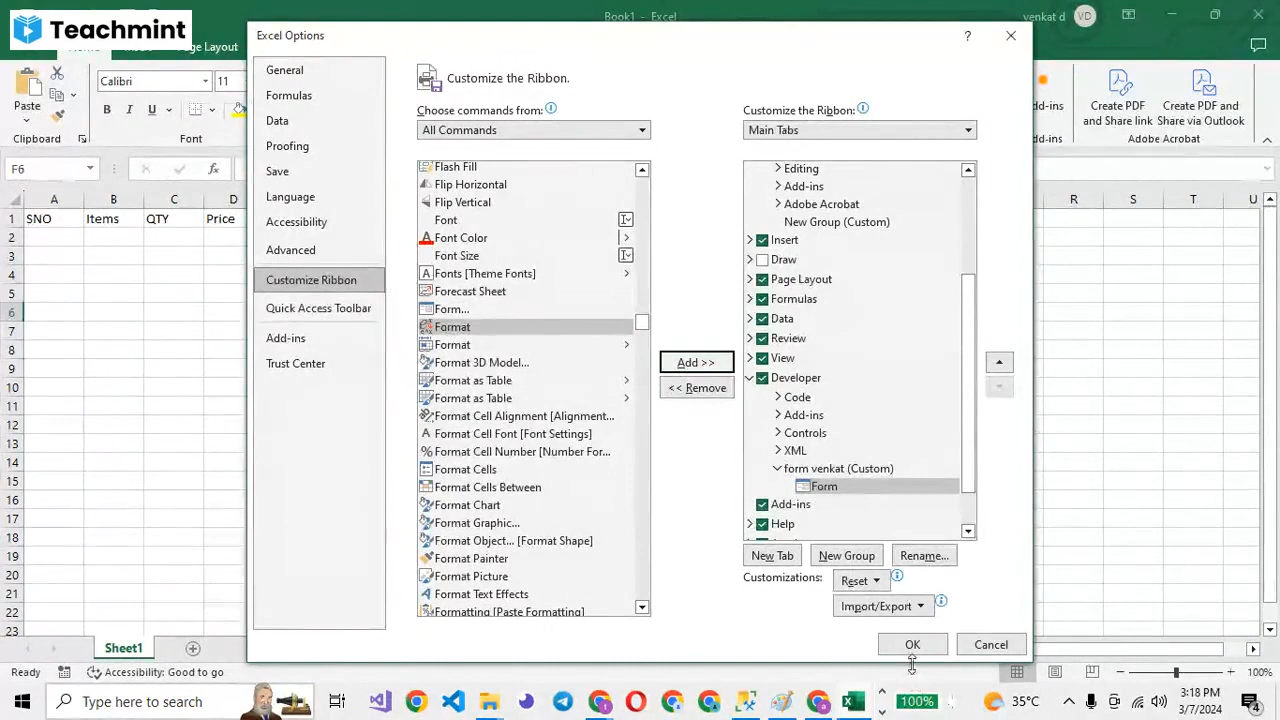 Teachmint
Book1 - Excel
venkat d
VD
Page Layout
Paste
Clipboard
Calibri
11
B
I
U
Font
dd-ins
Create PDF
and Share link
Create PDF and
Share via Outlook
Adobe Acrobat
F6
A
B
C
D
R
S
T
U
1
SNO
Items
QTY
Price
2
3
4
5
6
7
8
9
10
11
12
13
14
15
16
17
18
19
20
21
22
23
Excel Options
?
General
Formulas
Data
Proofing
Save
Language
Accessibility
Advanced
Customize Ribbon
Quick Access Toolbar
Add-ins
Trust Center
Customize the Ribbon.
Choose commands from:
All Commands
Flash Fill
Flip Horizontal
Flip Vertical
Font
Font Color
Font Size
Fonts [Theme Fonts]
Forecast Sheet
Form...
Format
Format
Format 3D Model...
Format as Table
Format as Table
Format Cell Alignment [Alignment...
Format Cell Font [Font Settings]
Format Cell Number [Number For...
Format Cells
Format Cells Between
Format Chart
Format Graphic...
Format Object... [Format Shape]
Format Painter
Format Picture
Format Text Effects
Formatting [Paste Formatting]
Add >>
<< Remove
Customize the Ribbon:
Main Tabs
Editing
Add-ins
Adobe Acrobat
New Group (Custom)
Insert
Draw
Page Layout
Formulas
Data
Review
View
Developer
Code
Add-ins
Controls
XML
form venkat (Custom)
Form
Add-ins
Help
New Tab
New Group
Rename...
Customizations:
Reset
Import/Export
OK
Cancel
Sheet1
Ready
Accessibility: Good to go
100%
Type here to search
100%
35°C
ENG
3:18 PM
3/7/2024
4